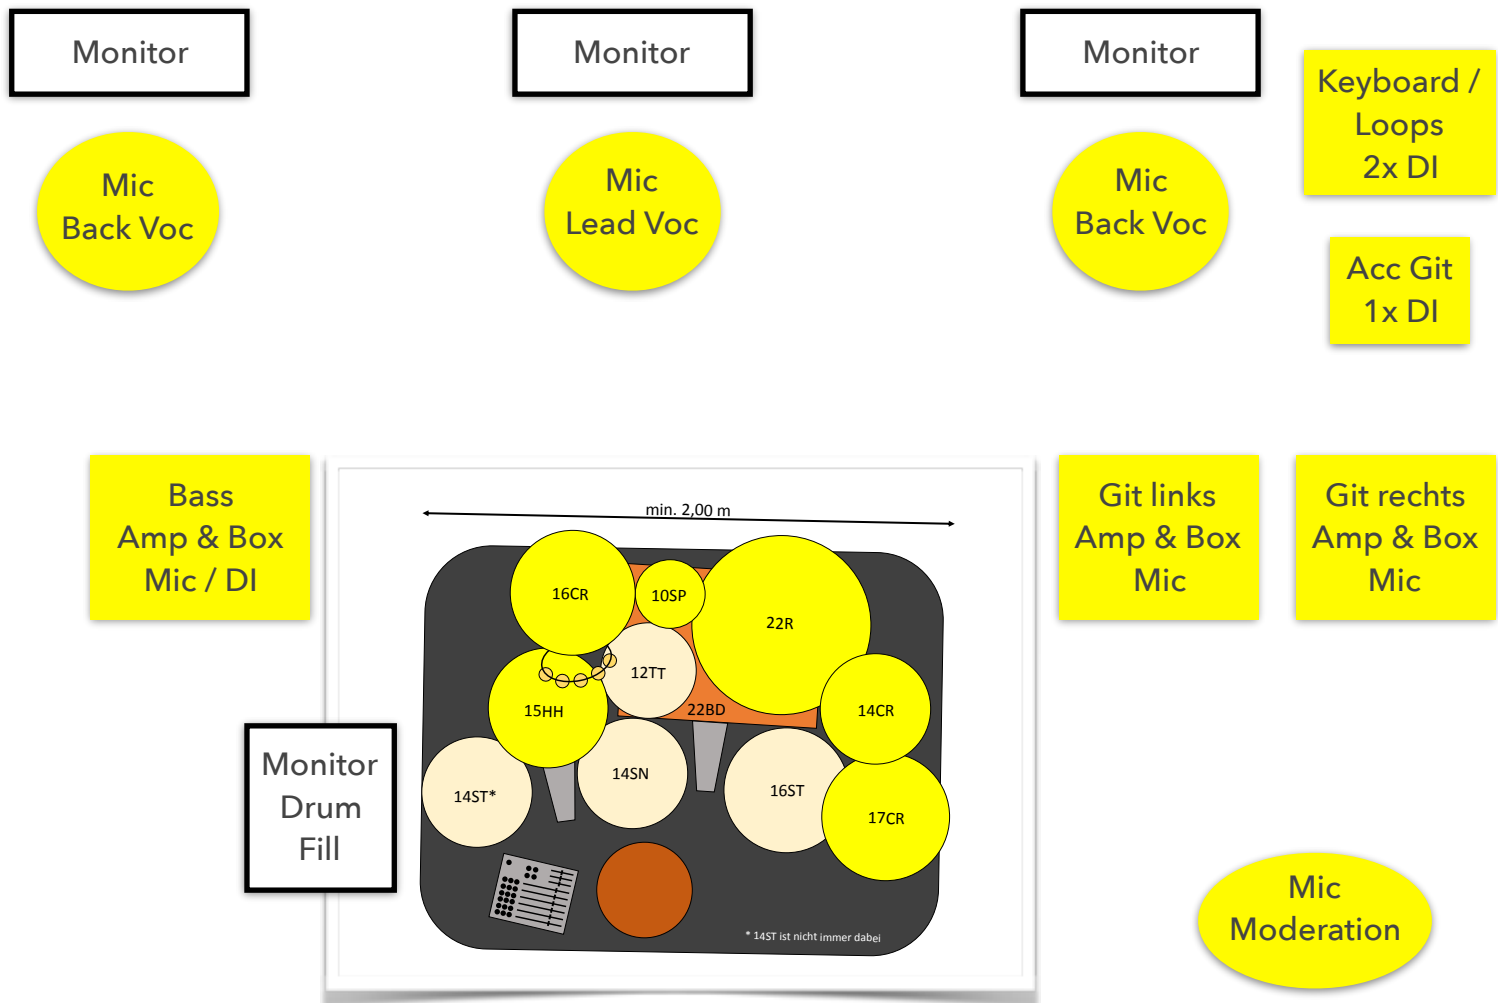 Monitor
Monitor
Monitor
Keyboard /
Loops
2x DI
Mic
Back Voc
Mic
Lead Voc
Mic
Back Voc
Acc Git
1x DI
Bass
Amp & Box
Mic / DI
min. 2,00 m
Git links
Amp & Box
Mic
Git rechts
Amp & Box
Mic
16CR
10SP
22R
12TT
15HH
22BD
14CR
14ST*
14SN
16ST
17CR
Monitor
Drum
Fill
* 14ST ist nicht immer dabei
Mic
Moderation